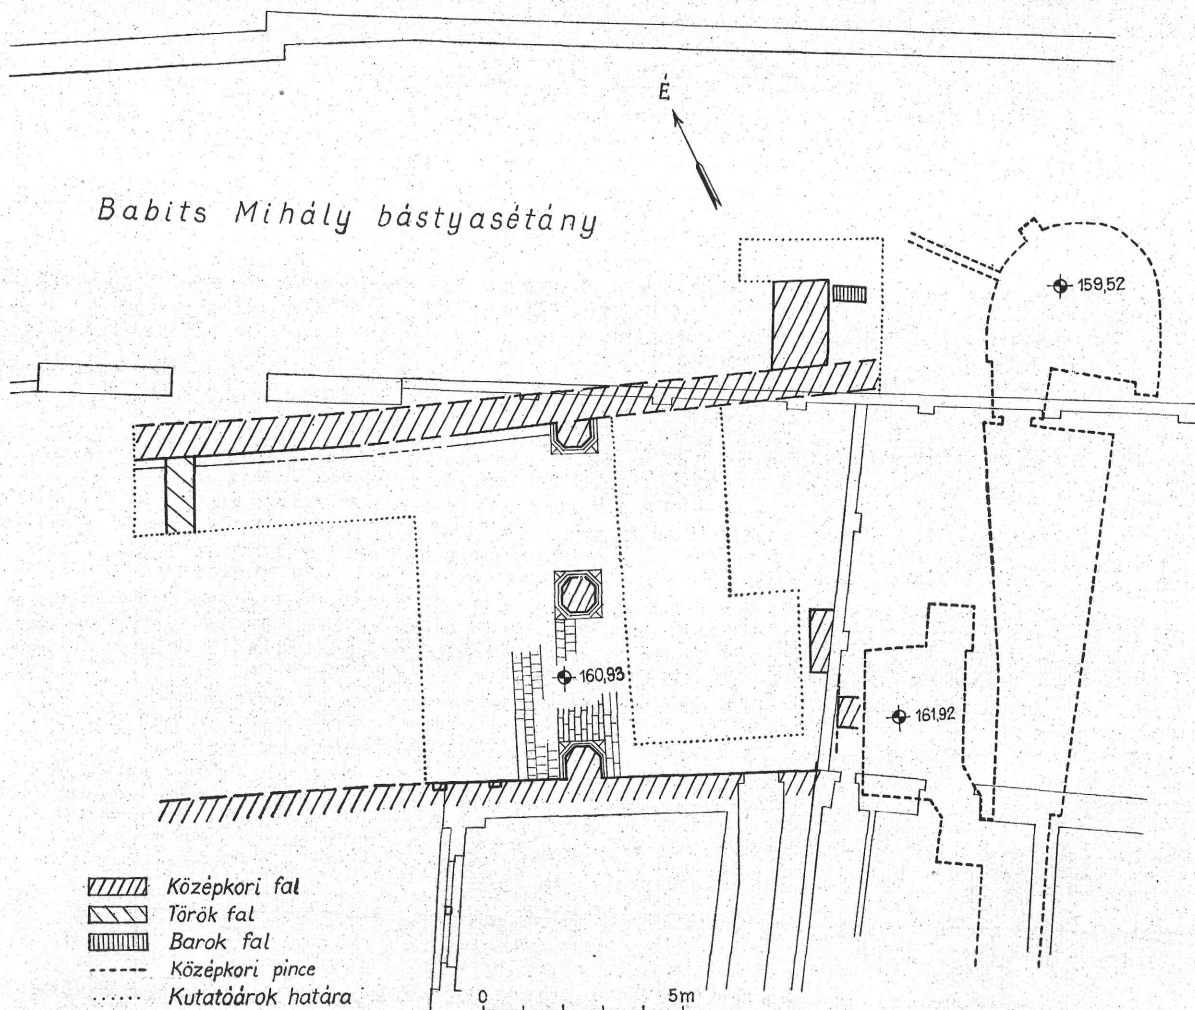 É
Babits Mihály bástyasétány
159,52
160,93
161,92
Középkori fal
Török fal
Barok fal
Középkori pince
Kutatóárok határa
0 5m